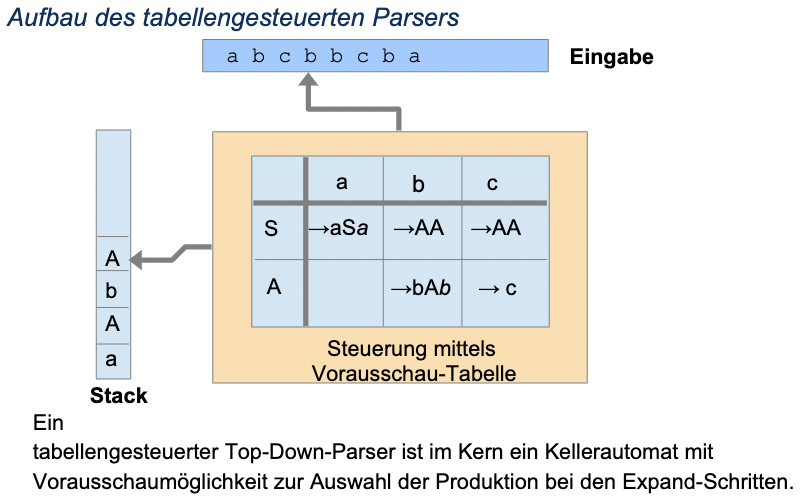 Aufbau des tabellengesteuerten Parsers
a b c b b c b a
Eingabe
a b c
S →aSa →AA →AA
A →bAb → c
A
b
A
a
Stack
Steuerung mittels
Vorausschau-Tabelle
Ein
tabellengesteuerter Top-Down-Parser ist im Kern ein Kellerautomat mit
Vorausschaumöglichkeit zur Auswahl der Produktion bei den Expand-Schritten.